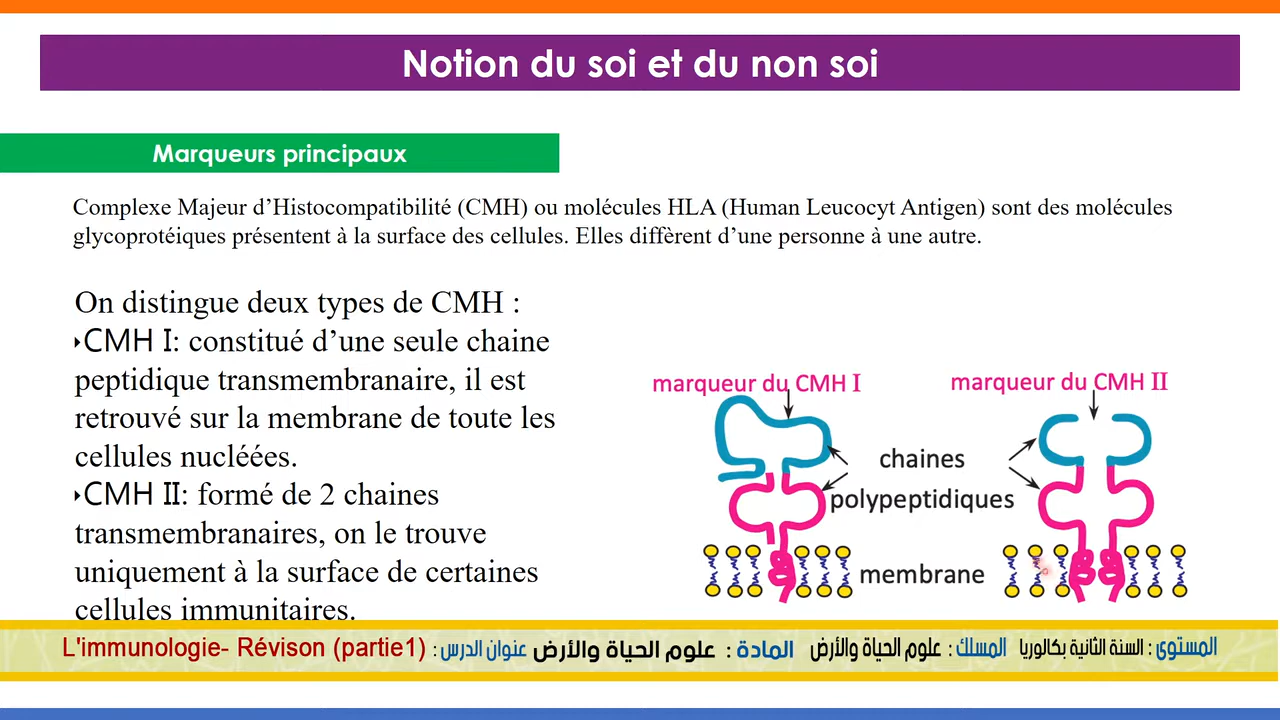 Notion du soi et du non soi
Marqueurs principaux
Complexe Majeur d’Histocompatibilité (CMH) ou molécules HLA (Human Leucocyt Antigen) sont des molécules
glycoprotéiques présentent à la surface des cellules. Elles diffèrent d’une personne à une autre.
On distingue deux types de CMH :
‣CMH I: constitué d’une seule chaine
peptidique transmembranaire, il est
retrouvé sur la membrane de toute les
cellules nucléées.
‣CMH II: formé de 2 chaines
transmembranaires, on le trouve
uniquement à la surface de certaines
cellules immunitaires.
marqueur du CMH I
marqueur du CMH II
chaines
polypeptidiques
membrane
المستوى : السنة الثانية بكالوريا المسلك : علوم الحياة والأرض المادة : علوم الحياة والأرض عنوان الدرس : L'immunologie- Révison (partie1)